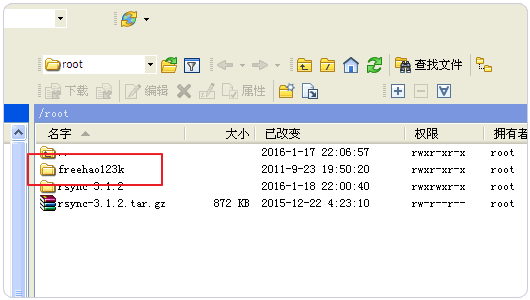 root
查找文件
下载 编辑 属性
/root
名字 大小 已改变 权限 拥有者
.. 2016-1-17 22:06:57 rwxr-xr-x root
freehao123k 2011-9-23 19:50:20 rwxr-xr-x root
rsync-3.1.2 2016-1-18 22:00:40 rwxrwxr-x root
rsync-3.1.2.tar.gz 872 KB 2015-12-22 4:23:10 rw-r--r-- root